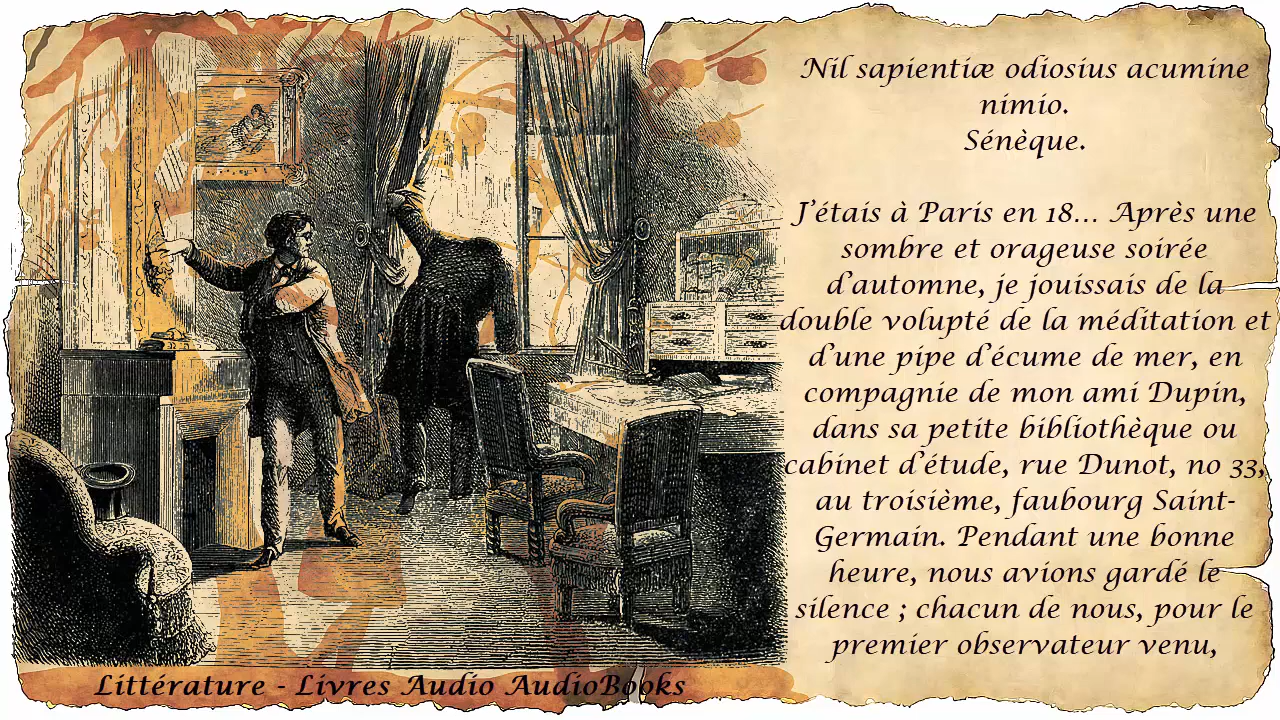 Nil sapientiæ odiosius acumine
nimio.
Sénèque.
J'étais à Paris en 18... Après une
sombre et orageuse soirée
d'automne, je jouissais de la
double volupté de la méditation et
d'une pipe d'écume de mer, en
compagnie de mon ami Dupin,
dans sa petite bibliothèque ou
cabinet d'étude, rue Dunot, no 33,
au troisième, faubourg Saint-
Germain. Pendant une bonne
heure, nous avions gardé le
silence ; chacun de nous, pour le
premier observateur venu,
Littérature - Livres Audio AudioBooks